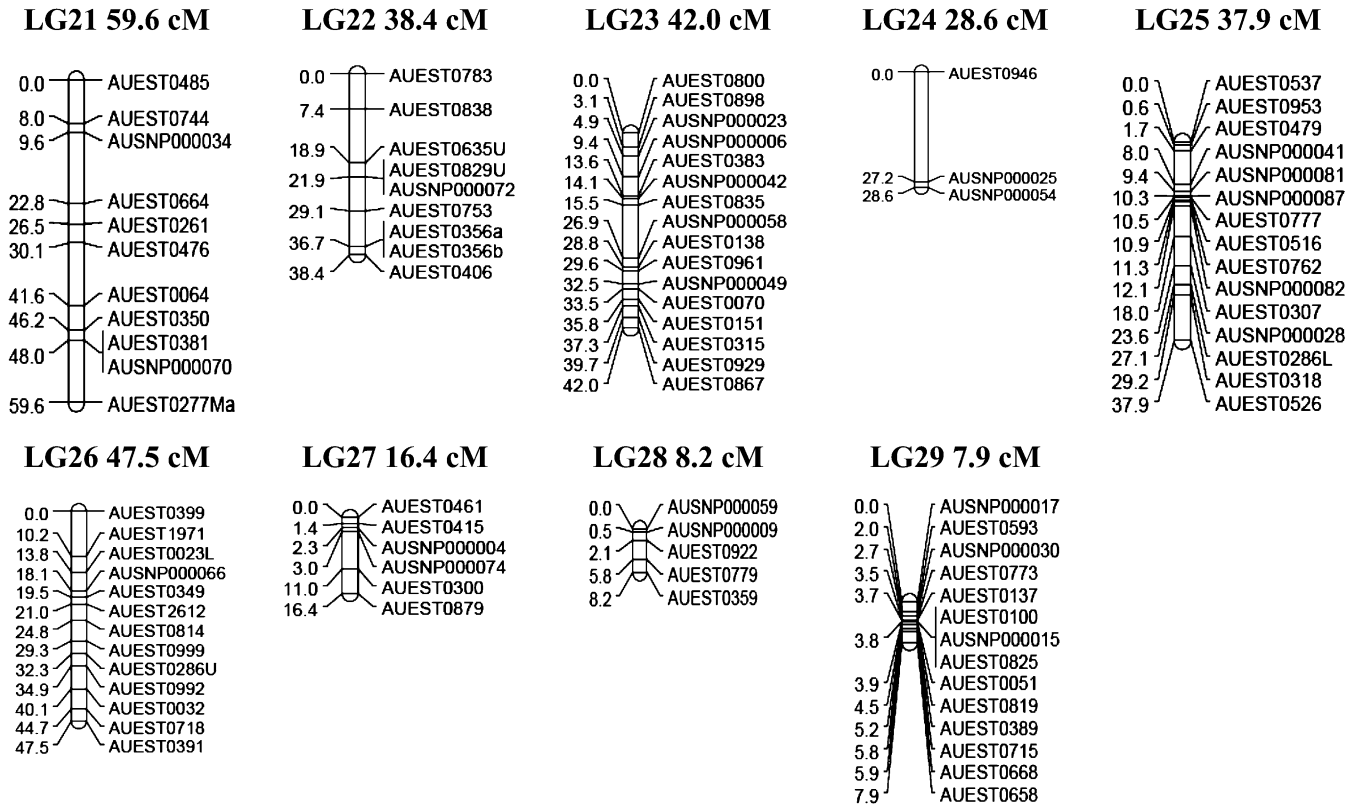 LG21 59.6 cM
0.0 AUEST0485
8.0 AUEST0744
9.6 AUSNP000034
22.8 AUEST0664
26.5 AUEST0261
30.1 AUEST0476
41.6 AUEST0064
46.2 AUEST0350
48.0 AUEST0381
AUSNP000070
59.6 AUEST0277Ma
LG22 38.4 cM
0.0 AUEST0783
7.4 AUEST0838
18.9 AUEST0635U
21.9 AUEST0829U
AUSNP000072
29.1 AUEST0753
36.7 AUEST0356a
AUEST0356b
38.4 AUEST0406
LG23 42.0 cM
0.0 AUEST0800
3.1 AUEST0898
4.9 AUSNP000023
9.4 AUSNP000006
13.6 AUEST0383
14.1 AUSNP000042
15.5 AUEST0835
26.9 AUSNP000058
28.8 AUEST0138
29.6 AUEST0961
32.5 AUSNP000049
33.5 AUEST0070
35.8 AUEST0151
37.3 AUEST0315
39.7 AUEST0929
42.0 AUEST0867
LG24 28.6 cM
0.0 AUEST0946
27.2 AUSNP000025
28.6 AUSNP000054
LG25 37.9 cM
0.0 AUEST0537
0.6 AUEST0953
1.7 AUEST0479
8.0 AUSNP000041
9.4 AUSNP000081
10.3 AUSNP000087
10.5 AUEST0777
10.9 AUEST0516
11.3 AUEST0762
12.1 AUSNP000082
18.0 AUEST0307
23.6 AUSNP000028
27.1 AUEST0286L
29.2 AUEST0318
37.9 AUEST0526
LG26 47.5 cM
0.0 AUEST0399
10.2 AUEST1971
13.8 AUEST0023L
18.1 AUSNP000066
19.5 AUEST0349
21.0 AUEST2612
24.8 AUEST0814
29.3 AUEST0999
32.3 AUEST0286U
34.9 AUEST0992
40.1 AUEST0032
44.7 AUEST0718
47.5 AUEST0391
LG27 16.4 cM
0.0 AUEST0461
1.4 AUEST0415
2.3 AUSNP000004
3.0 AUSNP000074
11.0 AUEST0300
16.4 AUEST0879
LG28 8.2 cM
0.0 AUSNP000059
0.5 AUSNP000009
2.1 AUEST0922
5.8 AUEST0779
8.2 AUEST0359
LG29 7.9 cM
0.0 AUSNP000017
2.0 AUEST0593
2.7 AUSNP000030
3.5 AUEST0773
3.7 AUEST0137
AUEST0100
3.8 AUSNP000015
AUEST0825
3.9 AUEST0051
4.5 AUEST0819
5.2 AUEST0389
5.8 AUEST0715
5.9 AUEST0668
7.9 AUEST0658